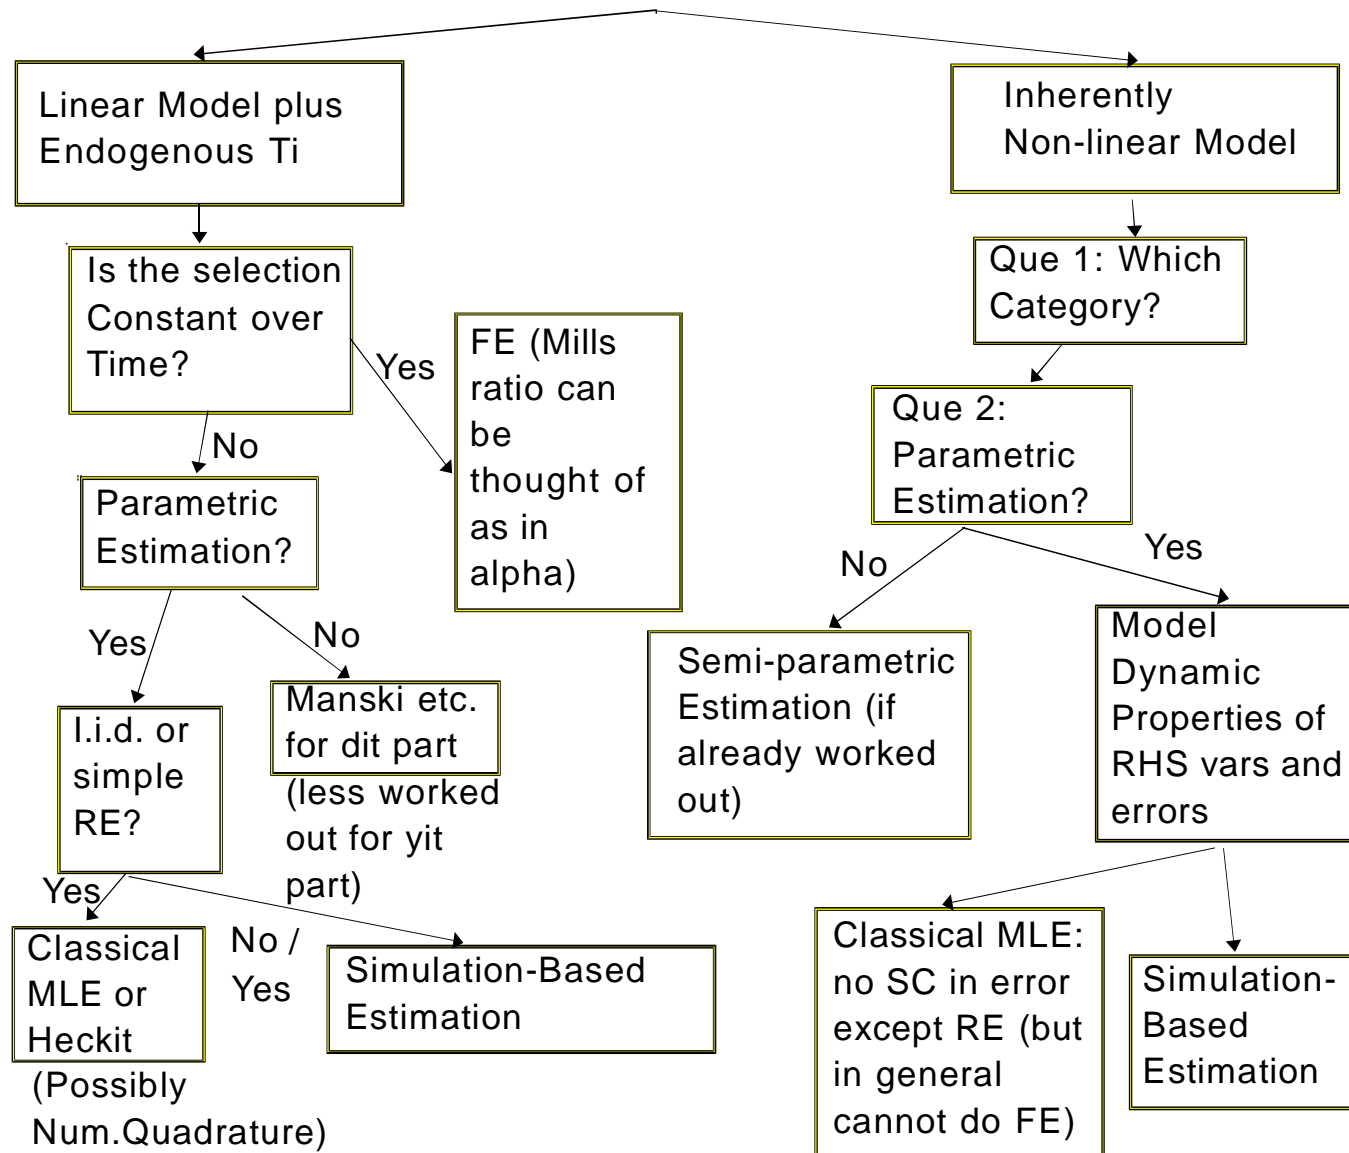 Linear Model plus
Endogenous Ti
Inherently
Non-linear Model
Is the selection
Constant over
Time?
Yes
FE (Mills
ratio can
be
thought of
as in
alpha)
Que 1: Which
Category?
No
Que 2:
Parametric
Estimation?
Parametric
Estimation?
No
Yes
Yes
No
Semi-parametric
Estimation (if
already worked
out)
Model
Dynamic
Properties of
RHS vars and
errors
I.i.d. or
simple
RE?
Manski etc.
for dit part
(less worked
out for yit
part)
Yes
No /
Yes
Classical
MLE or
Heckit
(Possibly
Num.Quadrature)
Simulation-Based
Estimation
Classical MLE:
no SC in error
except RE (but
in general
cannot do FE)
Simulation-
Based
Estimation